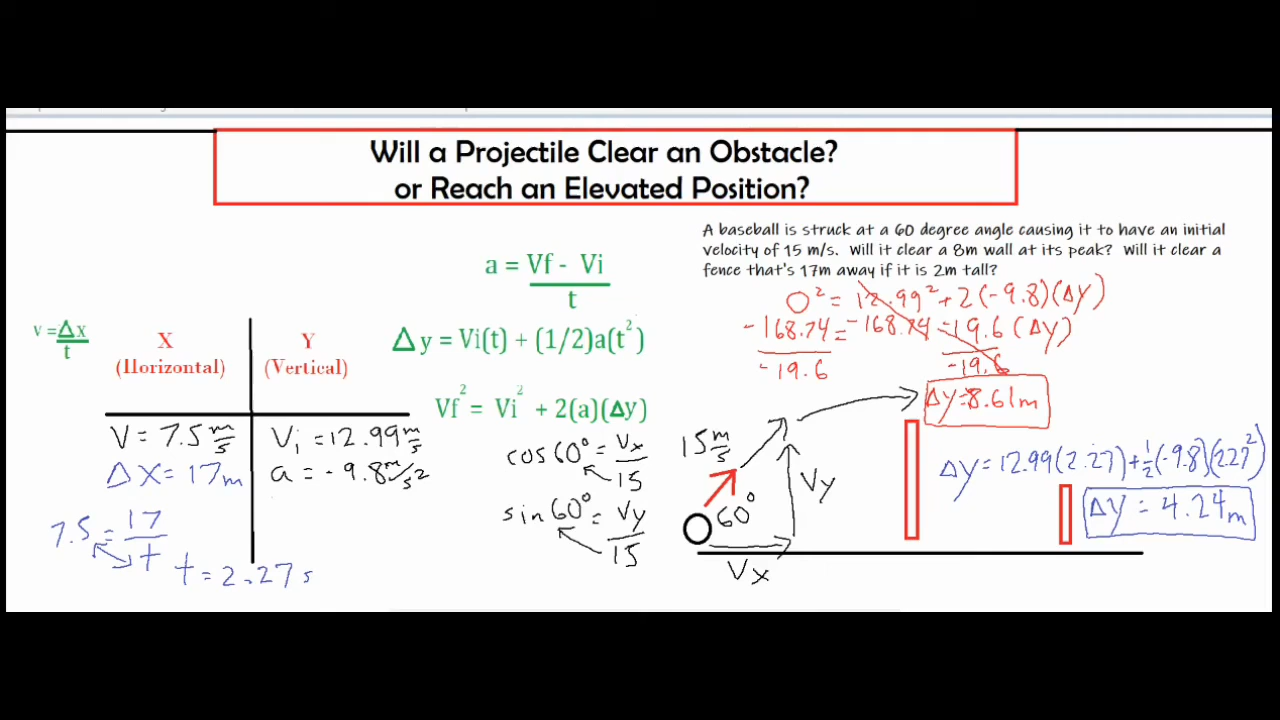 Will a Projectile Clear an Obstacle?
or Reach an Elevated Position?
A baseball is struck at a 60 degree angle causing it to have an initial
velocity of 15 m/s. Will it clear a 8m wall at its peak? Will it clear a
fence that's 17m away if it is 2m tall?
a = Vf - Vi
t
Δy = Vi(t) + (1/2)a(t²)
Vf² = Vi² + 2(a)(Δy)
v = Δx
t
X
(Horizontal)
Y
(Vertical)
V = 7.5 m/s
ΔX = 17m
Vi = 12.99 m/s
a = -9.8 m/s²
7.5 = 17
t
t = 2.27 s
cos60° = Vx
15
sin60° = Vy
15
0² = 12.99² + 2(-9.8)(Δy)
-168.74 = -168.74 -19.6(Δy)
-19.6 -19.6
Δy = 8.61m
15 m/s
60°
Vy
Vx
Δy = 12.99(2.27) + ½(-9.8)(2.27²)
Δy = 4.24m